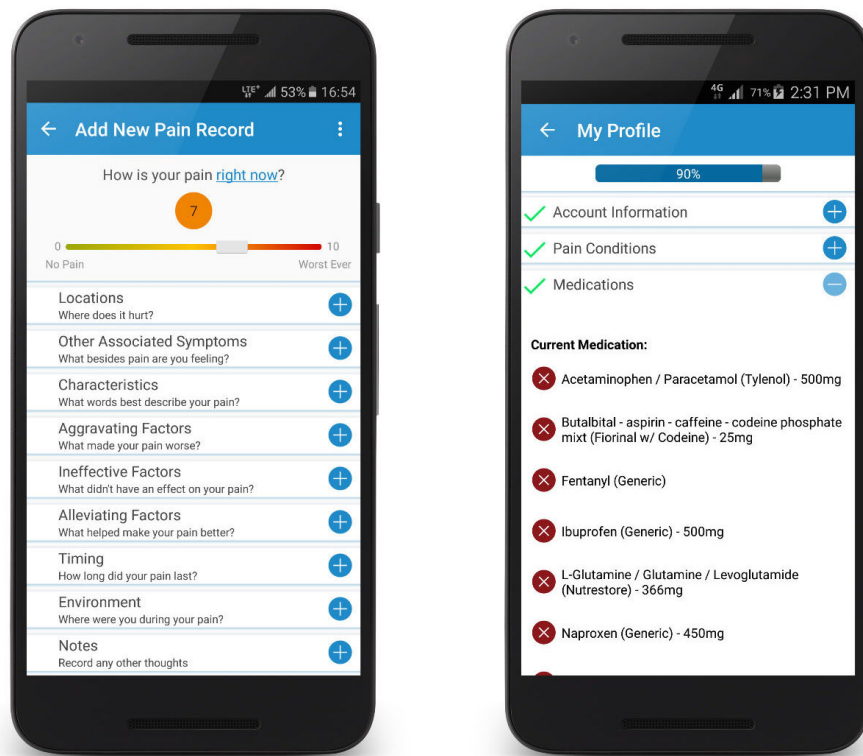 LTE+ 53% 16:54
Add New Pain Record
How is your pain right now?
7
0 10
No Pain Worst Ever
Locations
Where does it hurt?
Other Associated Symptoms
What besides pain are you feeling?
Characteristics
What words best describe your pain?
Aggravating Factors
What made your pain worse?
Ineffective Factors
What didn't have an effect on your pain?
Alleviating Factors
What helped make your pain better?
Timing
How long did your pain last?
Environment
Where were you during your pain?
Notes
Record any other thoughts
4G 71% 2:31 PM
My Profile
90%
Account Information
Pain Conditions
Medications
Current Medication:
Acetaminophen / Paracetamol (Tylenol) - 500mg
Butalbital - aspirin - caffeine - codeine phosphate
mixt (Fiorinal w/ Codeine) - 25mg
Fentanyl (Generic)
Ibuprofen (Generic) - 500mg
L-Glutamine / Glutamine / Levoglutamide
(Nutrestore) - 366mg
Naproxen (Generic) - 450mg